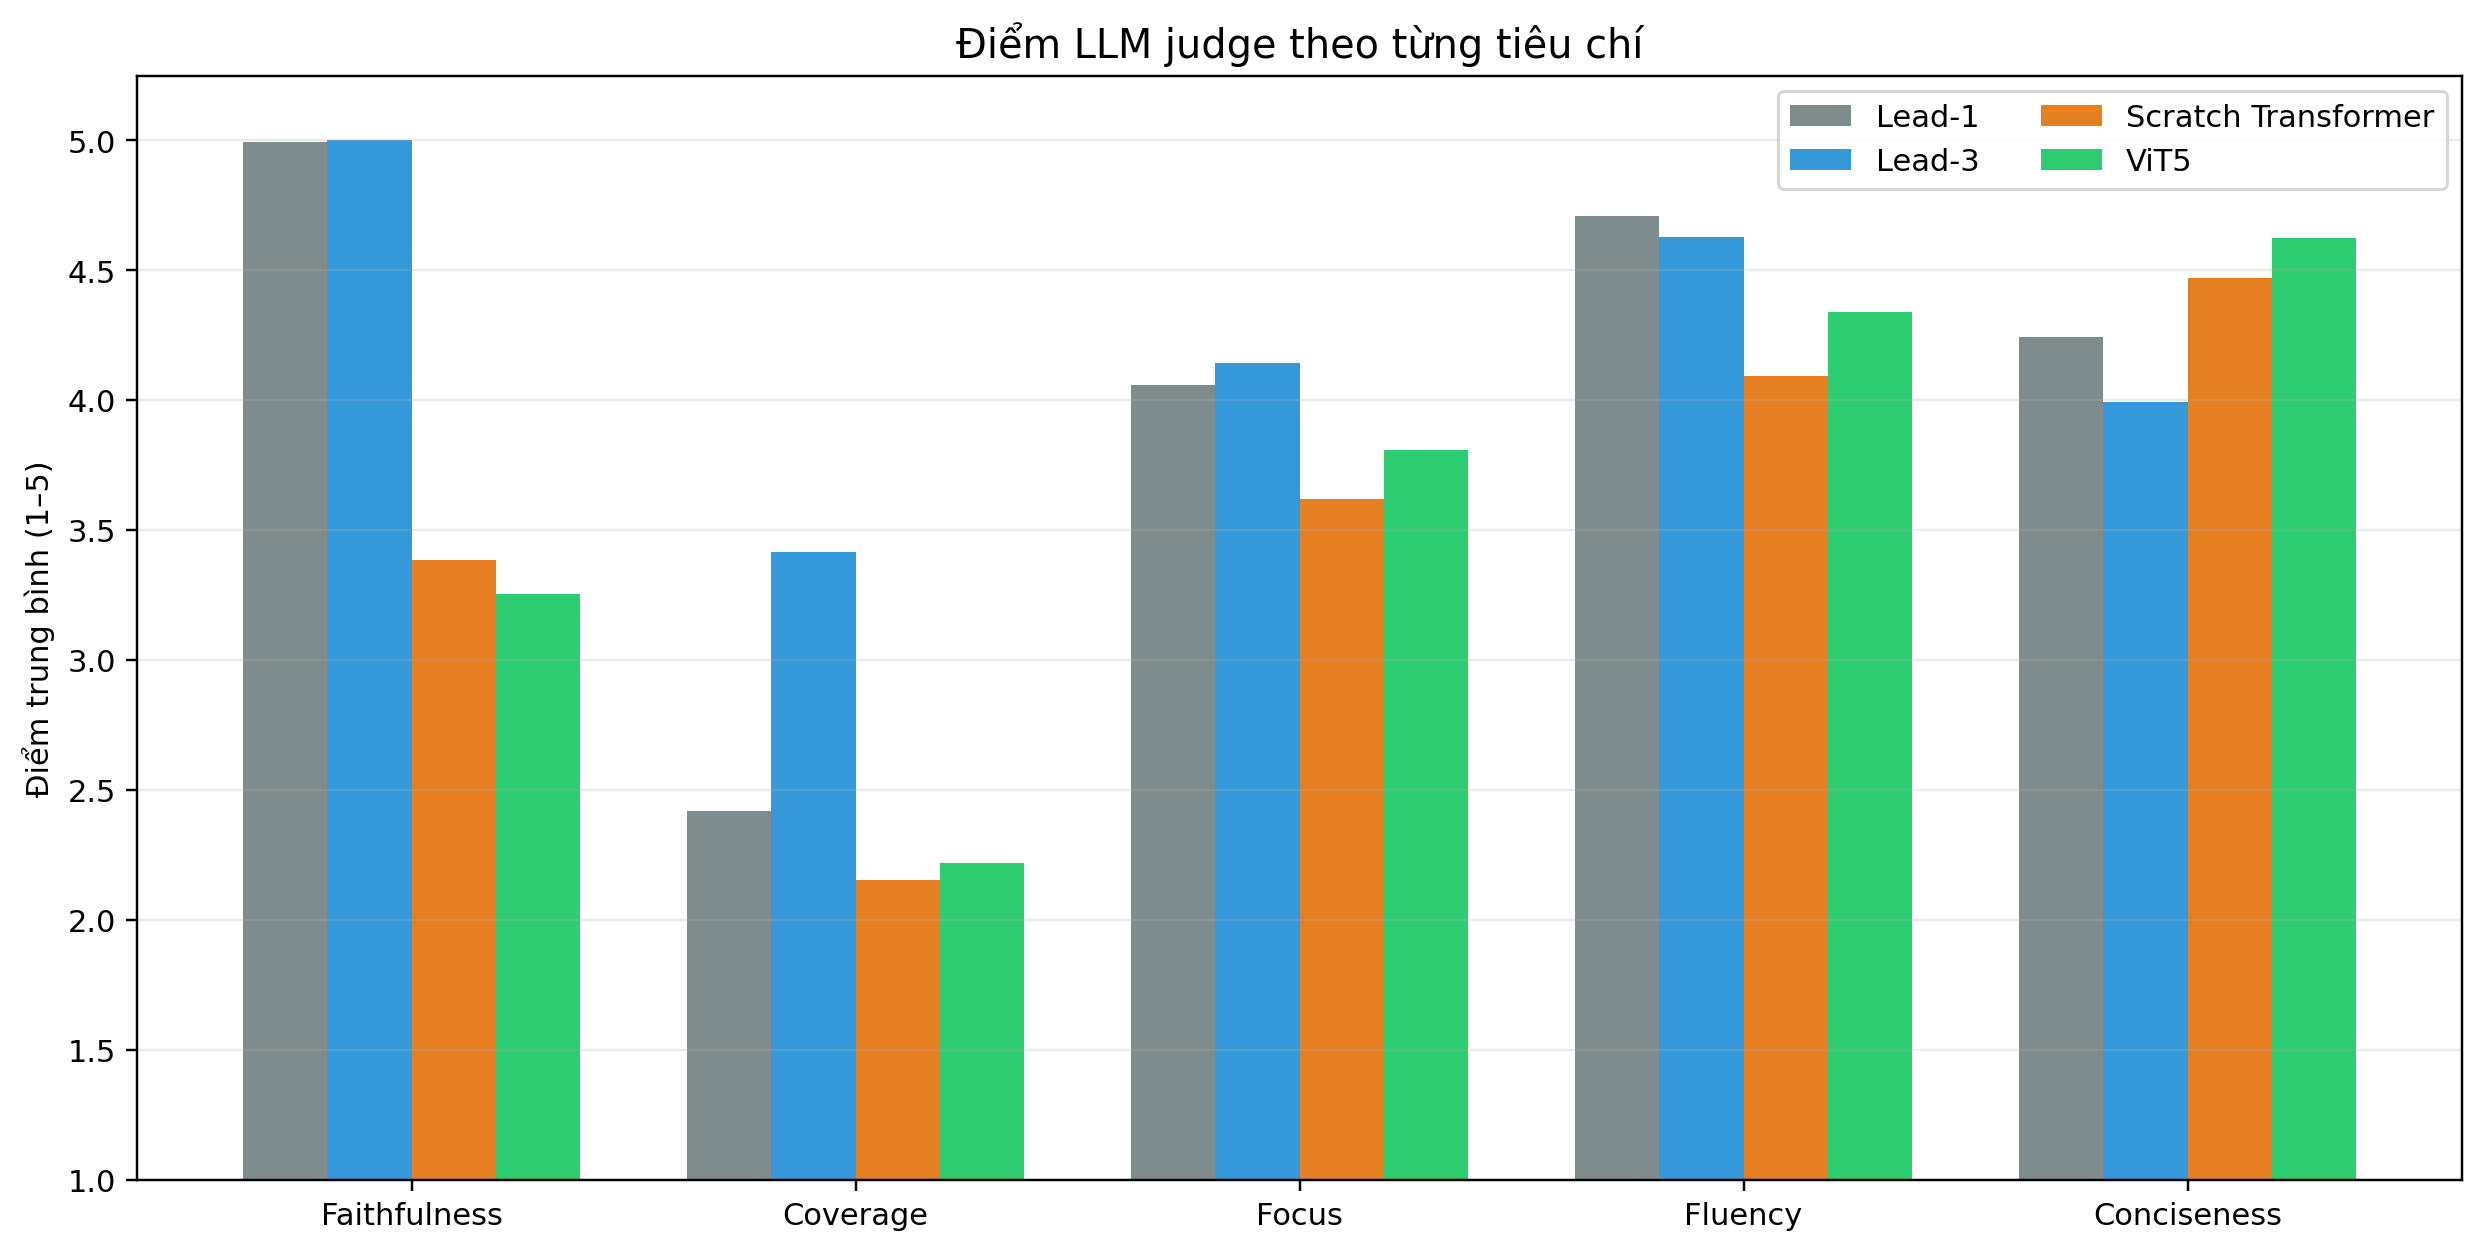 Điểm LLM judge theo từng tiêu chí
Lead-1
Lead-3
Scratch Transformer
ViT5
Điểm trung bình (1–5)
5.0
4.5
4.0
3.5
3.0
2.5
2.0
1.5
1.0
Faithfulness
Coverage
Focus
Fluency
Conciseness